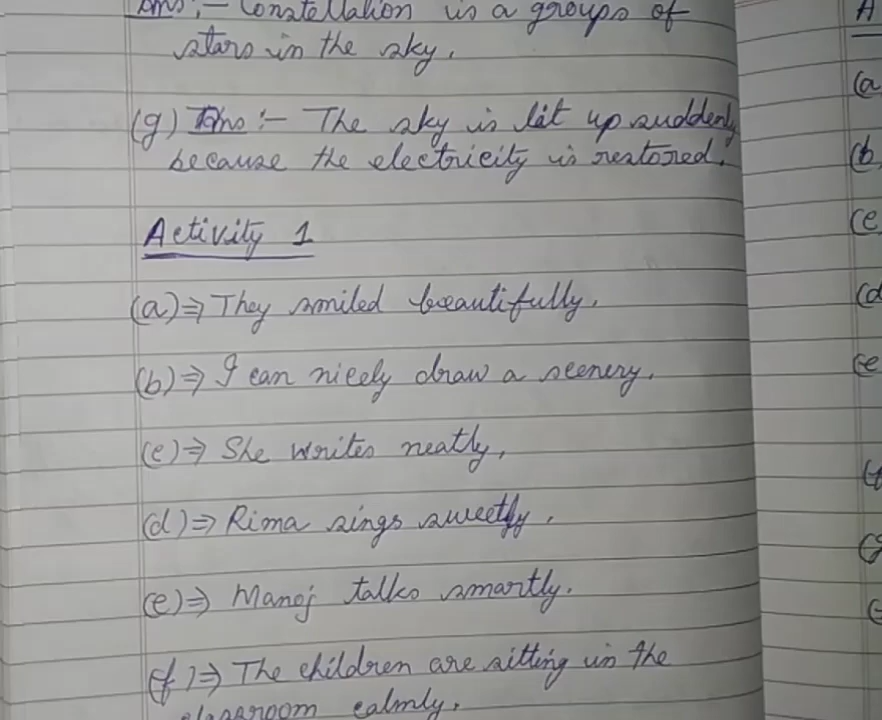 Ans :- Constellation is a groups of
stars in the sky.
(g) Ans :- The sky is lit up suddenly
because the electricity is restored.
Activity 1
(a) ⇒ They smiled beautifully.
(b) ⇒ I can nicely draw a scenery.
(c) ⇒ She writes neatly.
(d) ⇒ Rima sings sweetly.
(e) ⇒ Manoj talks smartly.
(f) ⇒ The children are sitting in the
classroom calmly.
A
(a
(b
(c
(d
(e